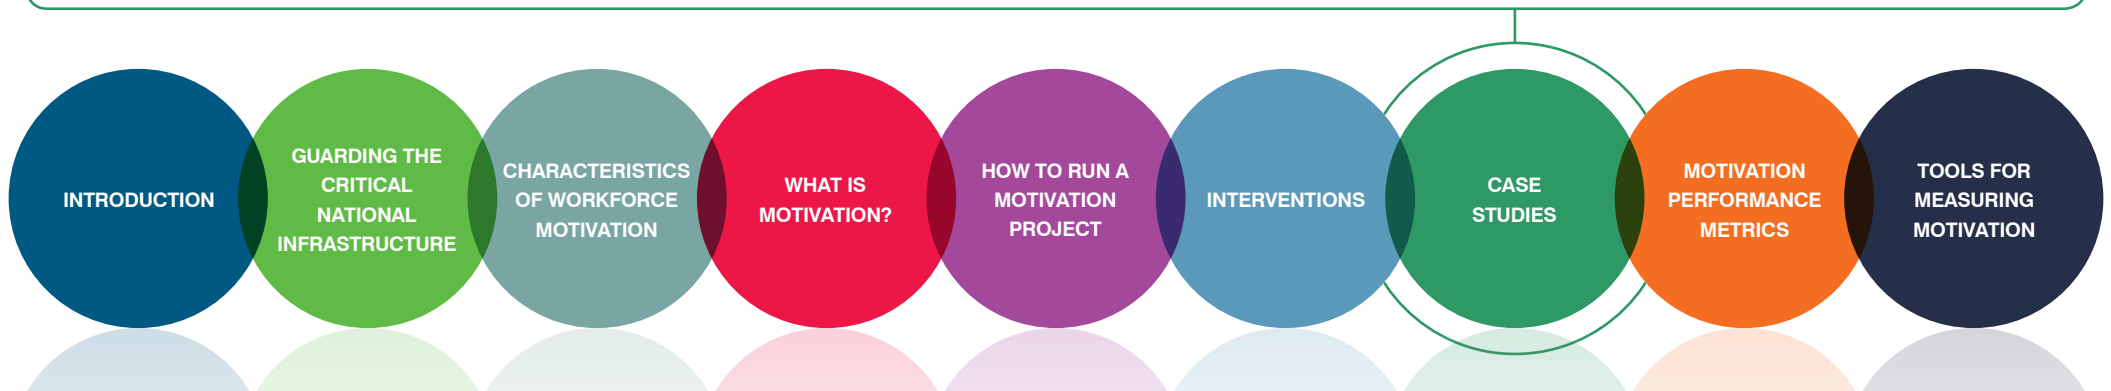 INTRODUCTION
GUARDING THE
CRITICAL
NATIONAL
INFRASTRUCTURE
CHARACTERISTICS
OF WORKFORCE
MOTIVATION
WHAT IS
MOTIVATION?
HOW TO RUN A
MOTIVATION
PROJECT
INTERVENTIONS
CASE
STUDIES
MOTIVATION
PERFORMANCE
METRICS
TOOLS FOR
MEASURING
MOTIVATION